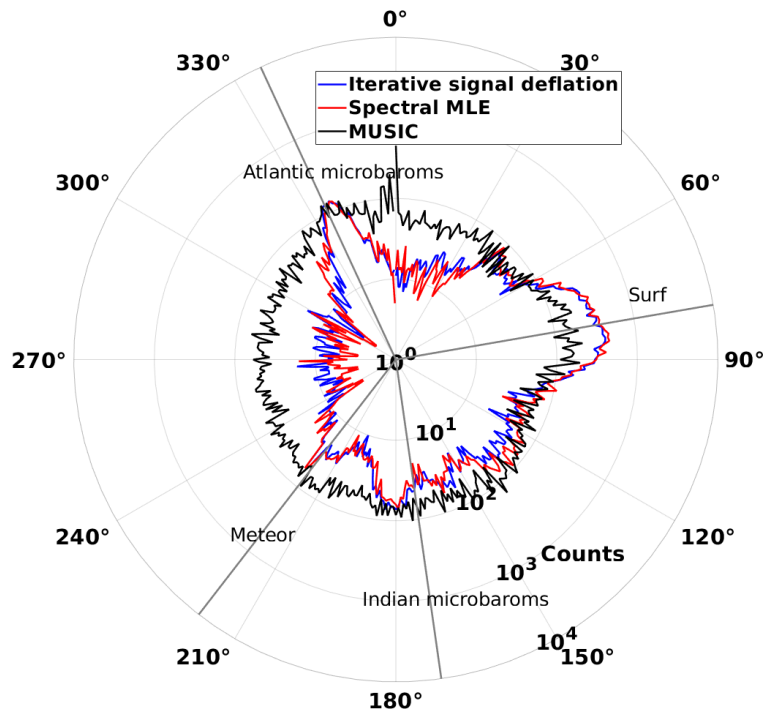 0°
330°
30°
Iterative signal deflation
Spectral MLE
MUSIC
Atlantic microbaroms
300°
60°
Surf
270°
10⁰
90°
10¹
10²
240°
120°
Meteor
10³ Counts
Indian microbaroms
10⁴
210°
150°
180°